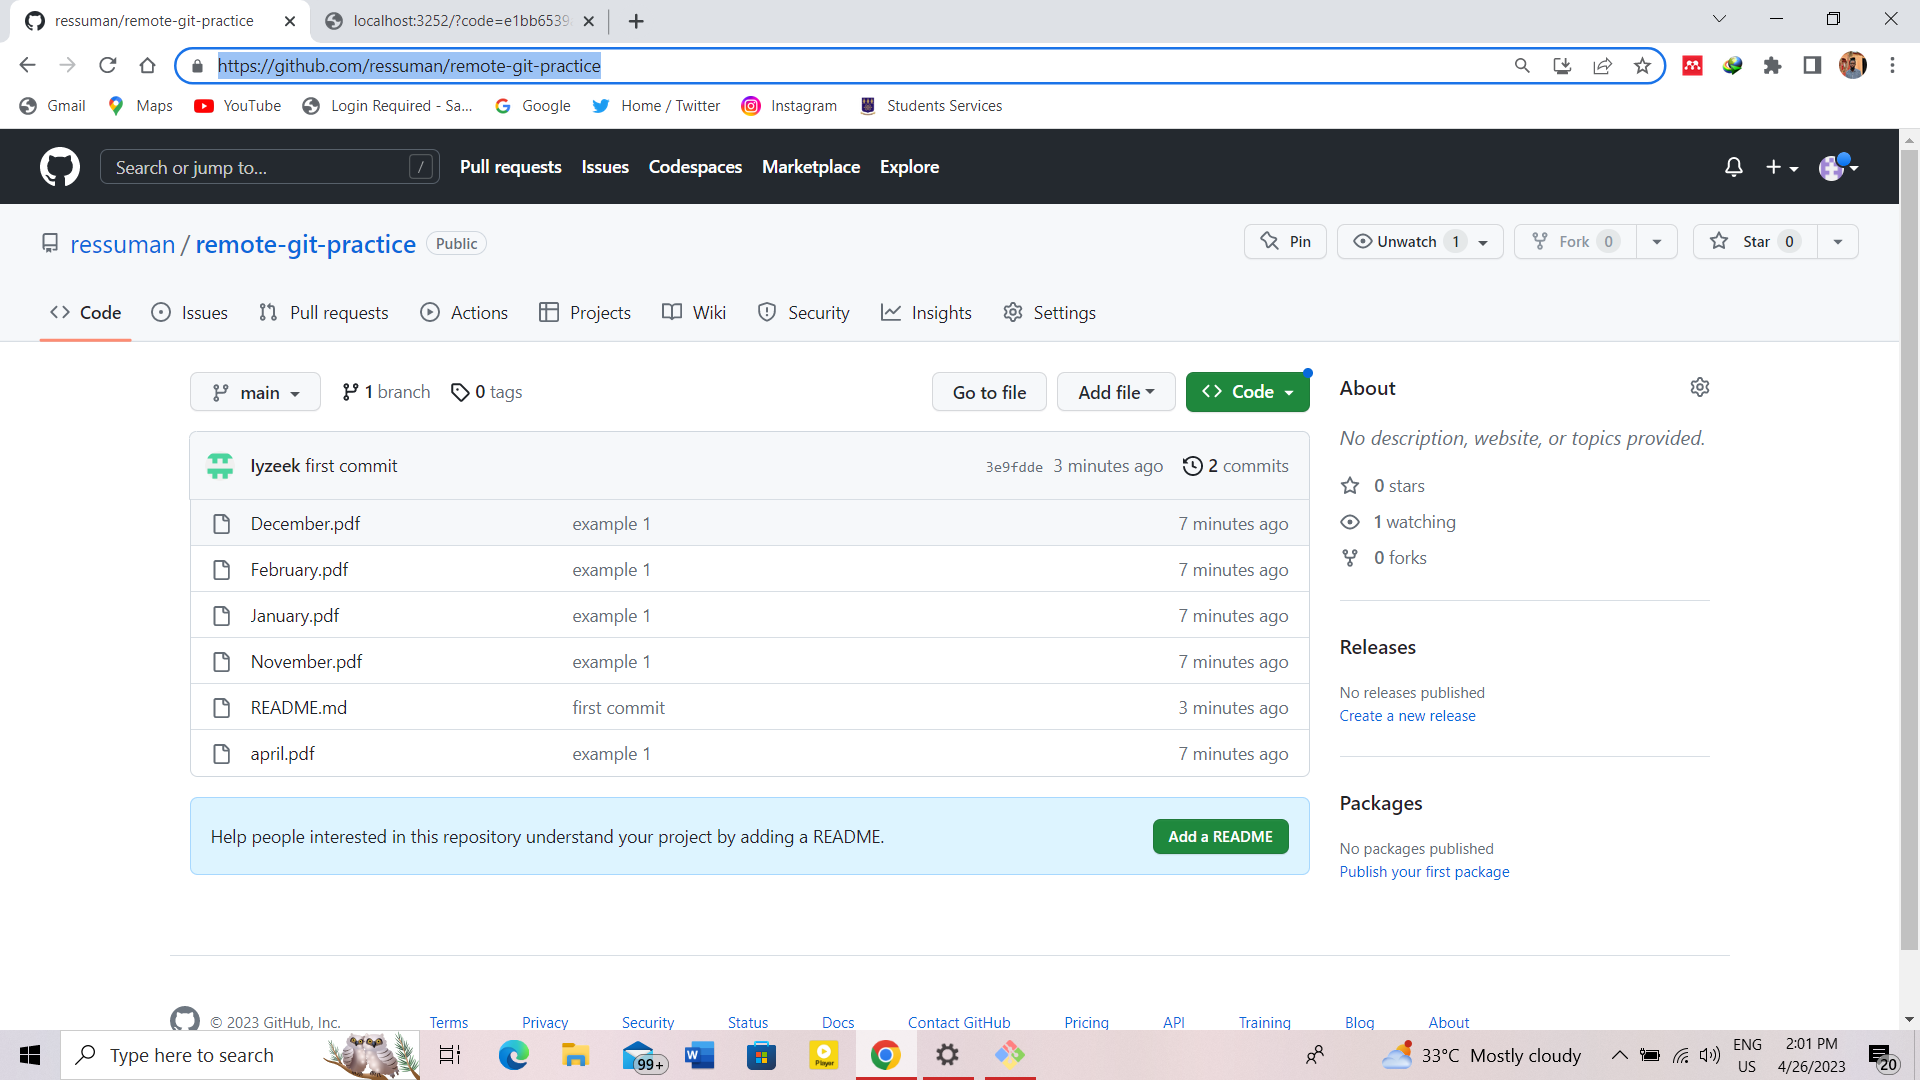 ressuman/remote-git-practice
localhost:3252/?code=e1bb6539
https://github.com/ressuman/remote-git-practice
Gmail Maps YouTube Login Required - Sa... Google Home / Twitter Instagram Students Services
Search or jump to... / Pull requests Issues Codespaces Marketplace Explore
ressuman / remote-git-practice Public
Pin Unwatch 1 Fork 0 Star 0
Code Issues Pull requests Actions Projects Wiki Security Insights Settings
main 1 branch 0 tags Go to file Add file Code
lyzeek first commit 3e9fdde 3 minutes ago 2 commits
December.pdf example 1 7 minutes ago
February.pdf example 1 7 minutes ago
January.pdf example 1 7 minutes ago
November.pdf example 1 7 minutes ago
README.md first commit 3 minutes ago
april.pdf example 1 7 minutes ago
Help people interested in this repository understand your project by adding a README. Add a README
About
No description, website, or topics provided.
0 stars
1 watching
0 forks
Releases
No releases published
Create a new release
Packages
No packages published
Publish your first package
© 2023 GitHub, Inc. Terms Privacy Security Status Docs Contact GitHub Pricing API Training Blog About
Type here to search
99+
W
Player
33°C Mostly cloudy
ENG
US
2:01 PM
4/26/2023
20